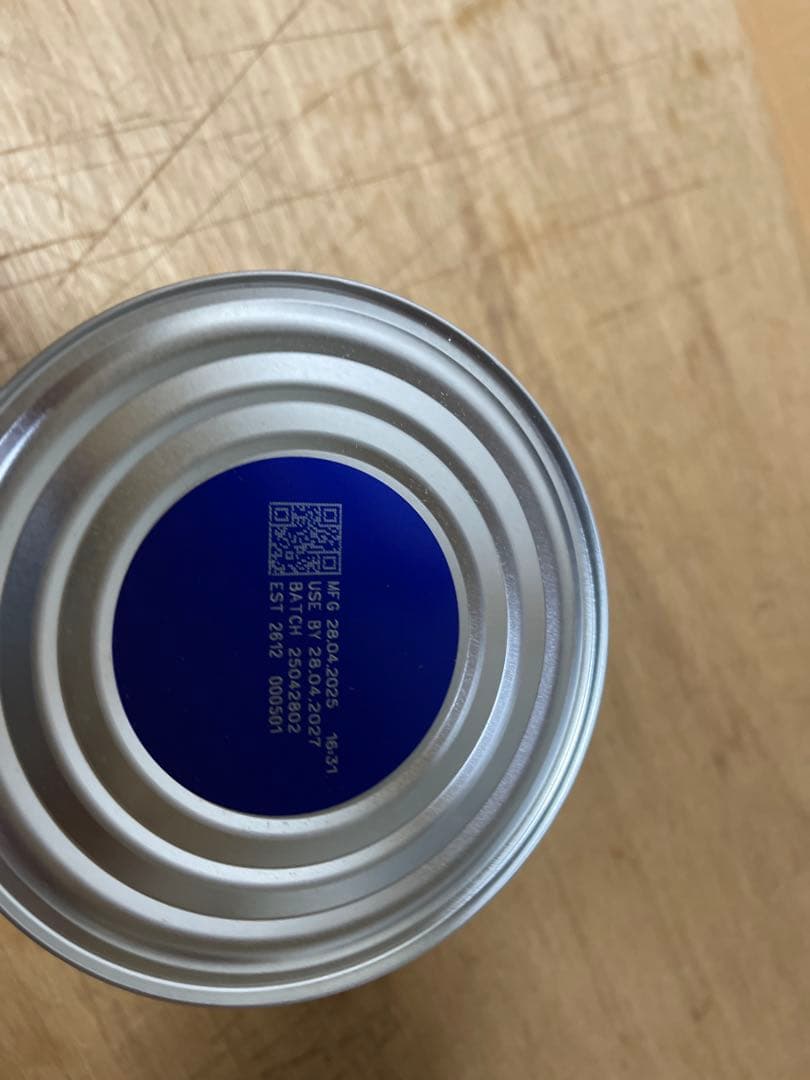 MFG 28.04.2025 16:31
USE BY 28.04.2027
BATCH 25042802
EST 2612 000501